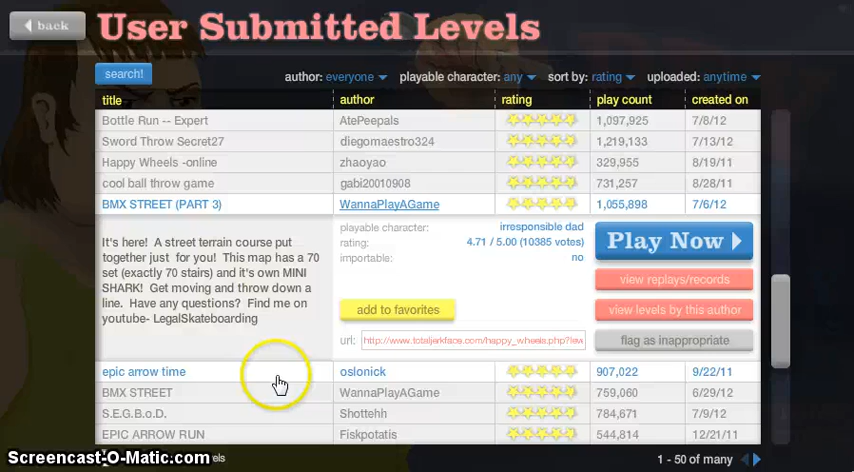 back
User Submitted Levels
search!
author: everyone
playable character: any
sort by: rating
uploaded: anytime
title author rating play count created on
Bottle Run -- Expert AtePeepals 1,097,925 7/8/12
Sword Throw Secret27 diegomaestro324 1,219,133 7/13/12
Happy Wheels -online zhaoyao 329,955 8/19/11
cool ball throw game gabi20010908 731,257 8/28/11
BMX STREET (PART 3) WannaPlayAGame 1,055,898 7/6/12
It's here! A street terrain course put
together just for you! This map has a 70
set (exactly 70 stairs) and it's own MINI
SHARK! Get moving and throw down a
line. Have any questions? Find me on
youtube- LegalSkateboarding
playable character: irresponsible dad
rating: 4.71 / 5.00 (10385 votes)
importable: no
add to favorites
url: http://www.totaljerkface.com/happy_wheels.php?lev
Play Now
view replays/records
view levels by this author
flag as inappropriate
epic arrow time oslonick 907,022 9/22/11
BMX STREET WannaPlayAGame 759,060 6/29/12
S.E.G.B.o.D. Shottehh 784,671 7/9/12
EPIC ARROW RUN Fiskpotatis 544,814 12/21/11
Screencast-O-Matic.com
1 - 50 of many